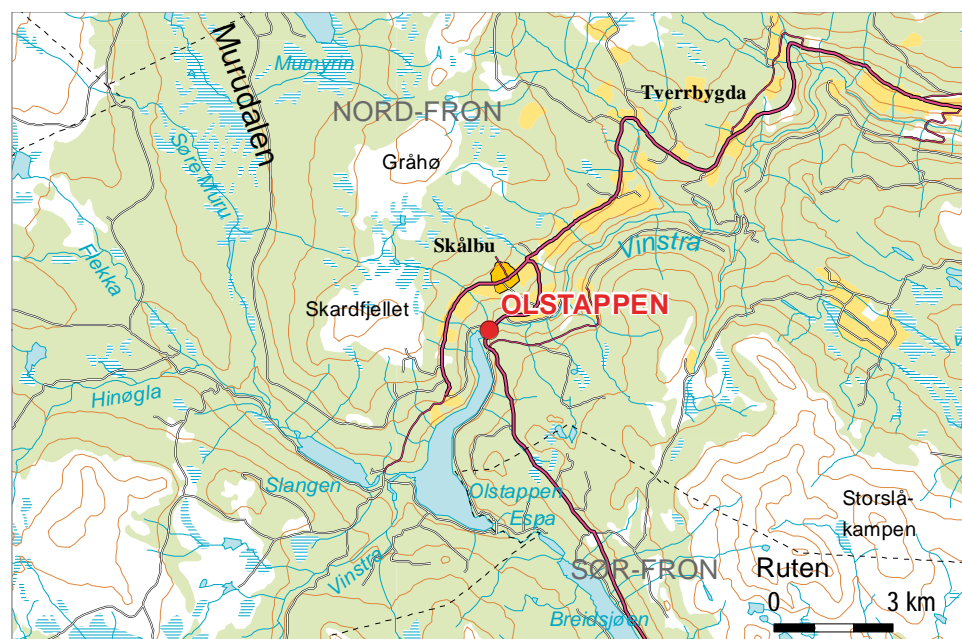 Murudalen
Mumyrin
NORD-FRON
Tverrbygda
Gråhø
Søre Muru
Flekka
Skålbu
Vinstra
OLSTAPPEN
Skardfjellet
Hinøgla
Slangen
Olstappen
Espa
Storslå-
kampen
Vinstra
SØR-FRON
Ruten
Breidsjøen
0 3 km